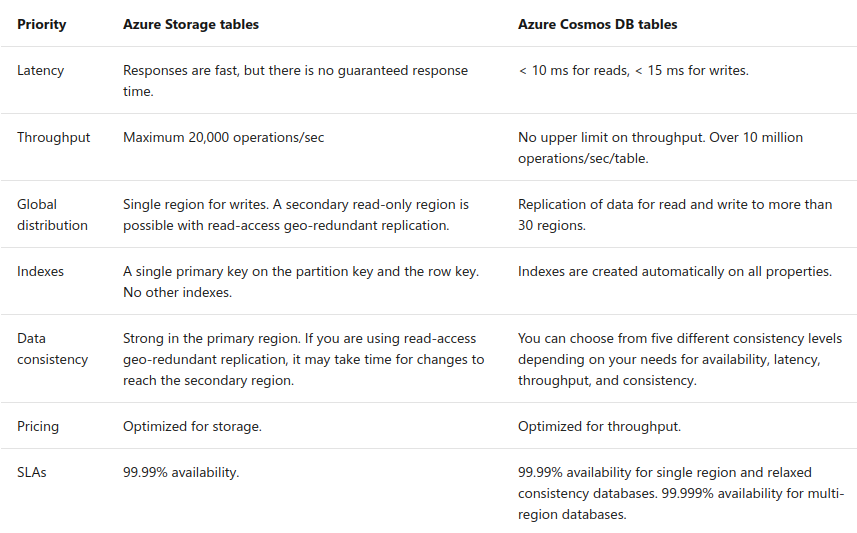 Priority Azure Storage tables Azure Cosmos DB tables
Latency Responses are fast, but there is no guaranteed response < 10 ms for reads, < 15 ms for writes.
time.
Throughput Maximum 20,000 operations/sec No upper limit on throughput. Over 10 million
operations/sec/table.
Global Single region for writes. A secondary read-only region is Replication of data for read and write to more than
distribution possible with read-access geo-redundant replication. 30 regions.
Indexes A single primary key on the partition key and the row key. Indexes are created automatically on all properties.
No other indexes.
Data Strong in the primary region. If you are using read-access You can choose from five different consistency levels
consistency geo-redundant replication, it may take time for changes to depending on your needs for availability, latency,
reach the secondary region. throughput, and consistency.
Pricing Optimized for storage. Optimized for throughput.
SLAs 99.99% availability. 99.99% availability for single region and relaxed
consistency databases. 99.999% availability for multi-
region databases.